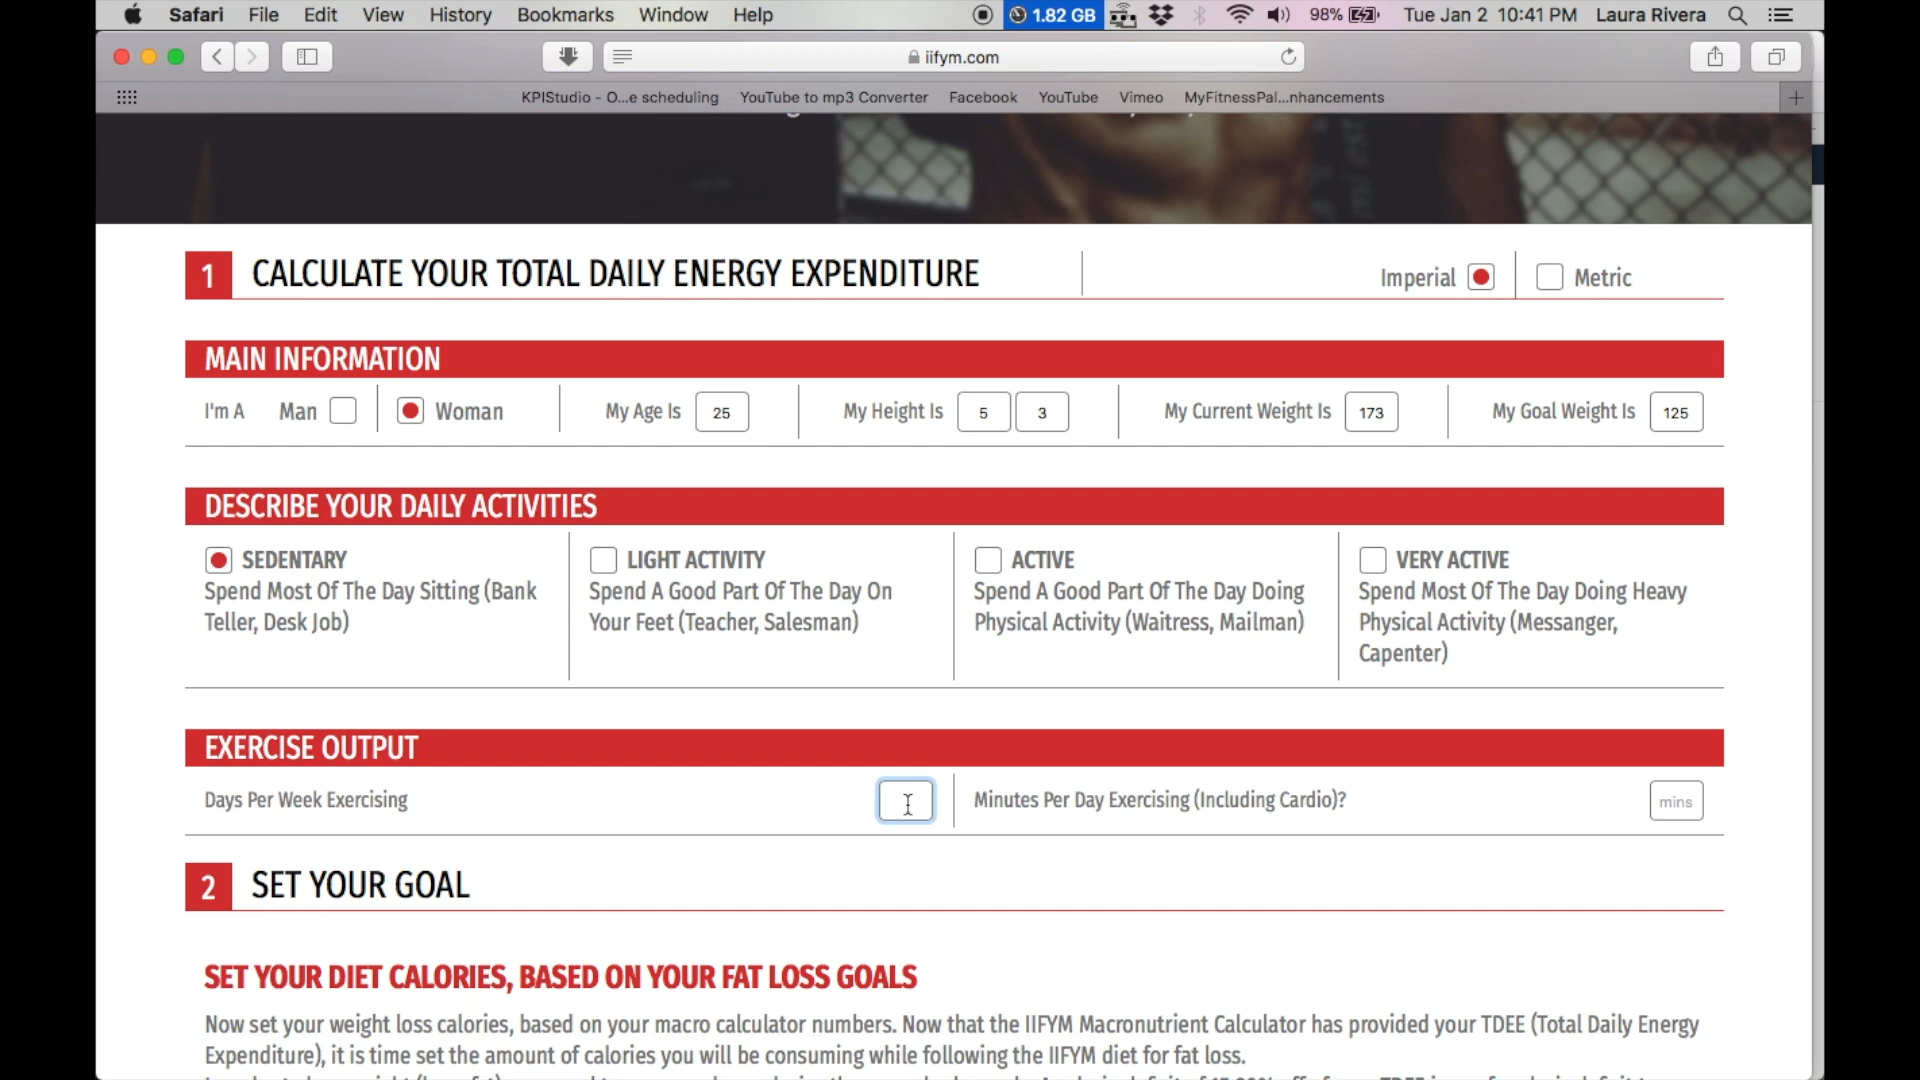 Safari File Edit View History Bookmarks Window Help 1.82 GB 98% Tue Jan 2 10:41 PM Laura Rivera
iifym.com
KPIStudio - O...e scheduling YouTube to mp3 Converter Facebook YouTube Vimeo MyFitnessPal...nhancements
1 CALCULATE YOUR TOTAL DAILY ENERGY EXPENDITURE Imperial Metric
MAIN INFORMATION
I'm A Man Woman My Age Is 25 My Height Is 5 3 My Current Weight Is 173 My Goal Weight Is 125
DESCRIBE YOUR DAILY ACTIVITIES
SEDENTARY
Spend Most Of The Day Sitting (Bank
Teller, Desk Job)
LIGHT ACTIVITY
Spend A Good Part Of The Day On
Your Feet (Teacher, Salesman)
ACTIVE
Spend A Good Part Of The Day Doing
Physical Activity (Waitress, Mailman)
VERY ACTIVE
Spend Most Of The Day Doing Heavy
Physical Activity (Messanger,
Capenter)
EXERCISE OUTPUT
Days Per Week Exercising Minutes Per Day Exercising (Including Cardio)? mins
2 SET YOUR GOAL
SET YOUR DIET CALORIES, BASED ON YOUR FAT LOSS GOALS
Now set your weight loss calories, based on your macro calculator numbers. Now that the IIFYM Macronutrient Calculator has provided your TDEE (Total Daily Energy
Expenditure), it is time set the amount of calories you will be consuming while following the IIFYM diet for fat loss.